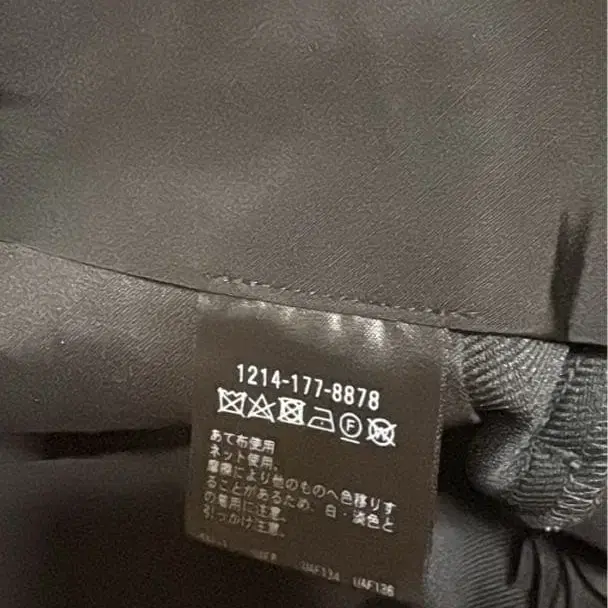 1214-177-8878
F W
あて布使用
ネット使用。
摩擦により他のものへ色移りす
ることがあるため、白・淡色と
の着用に注意。
引っかけ注意。
UAF134 UAF136